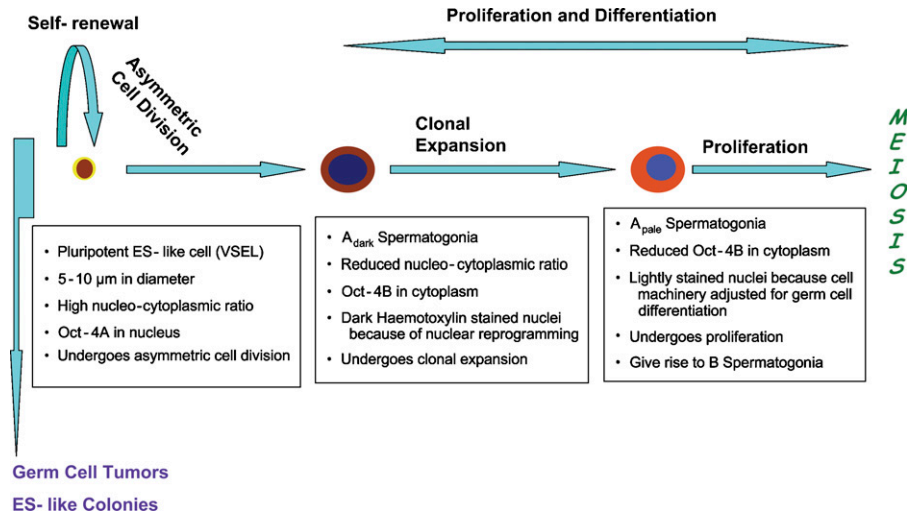 Self- renewal
Proliferation and Differentiation
Asymmetric
Cell Division
Clonal
Expansion
Proliferation
MEIOSIS
• Pluripotent ES- like cell (VSEL)
• 5-10 µm in diameter
• High nucleo-cytoplasmic ratio
• Oct-4A in nucleus
• Undergoes asymmetric cell division
• Adark Spermatogonia
• Reduced nucleo-cytoplasmic ratio
• Oct-4B in cytoplasm
• Dark Haemotoxylin stained nuclei
because of nuclear reprogramming
• Undergoes clonal expansion
• Apale Spermatogonia
• Reduced Oct-4B in cytoplasm
• Lightly stained nuclei because cell
machinery adjusted for germ cell
differentiation
• Undergoes proliferation
• Give rise to B Spermatogonia
Germ Cell Tumors
ES- like Colonies